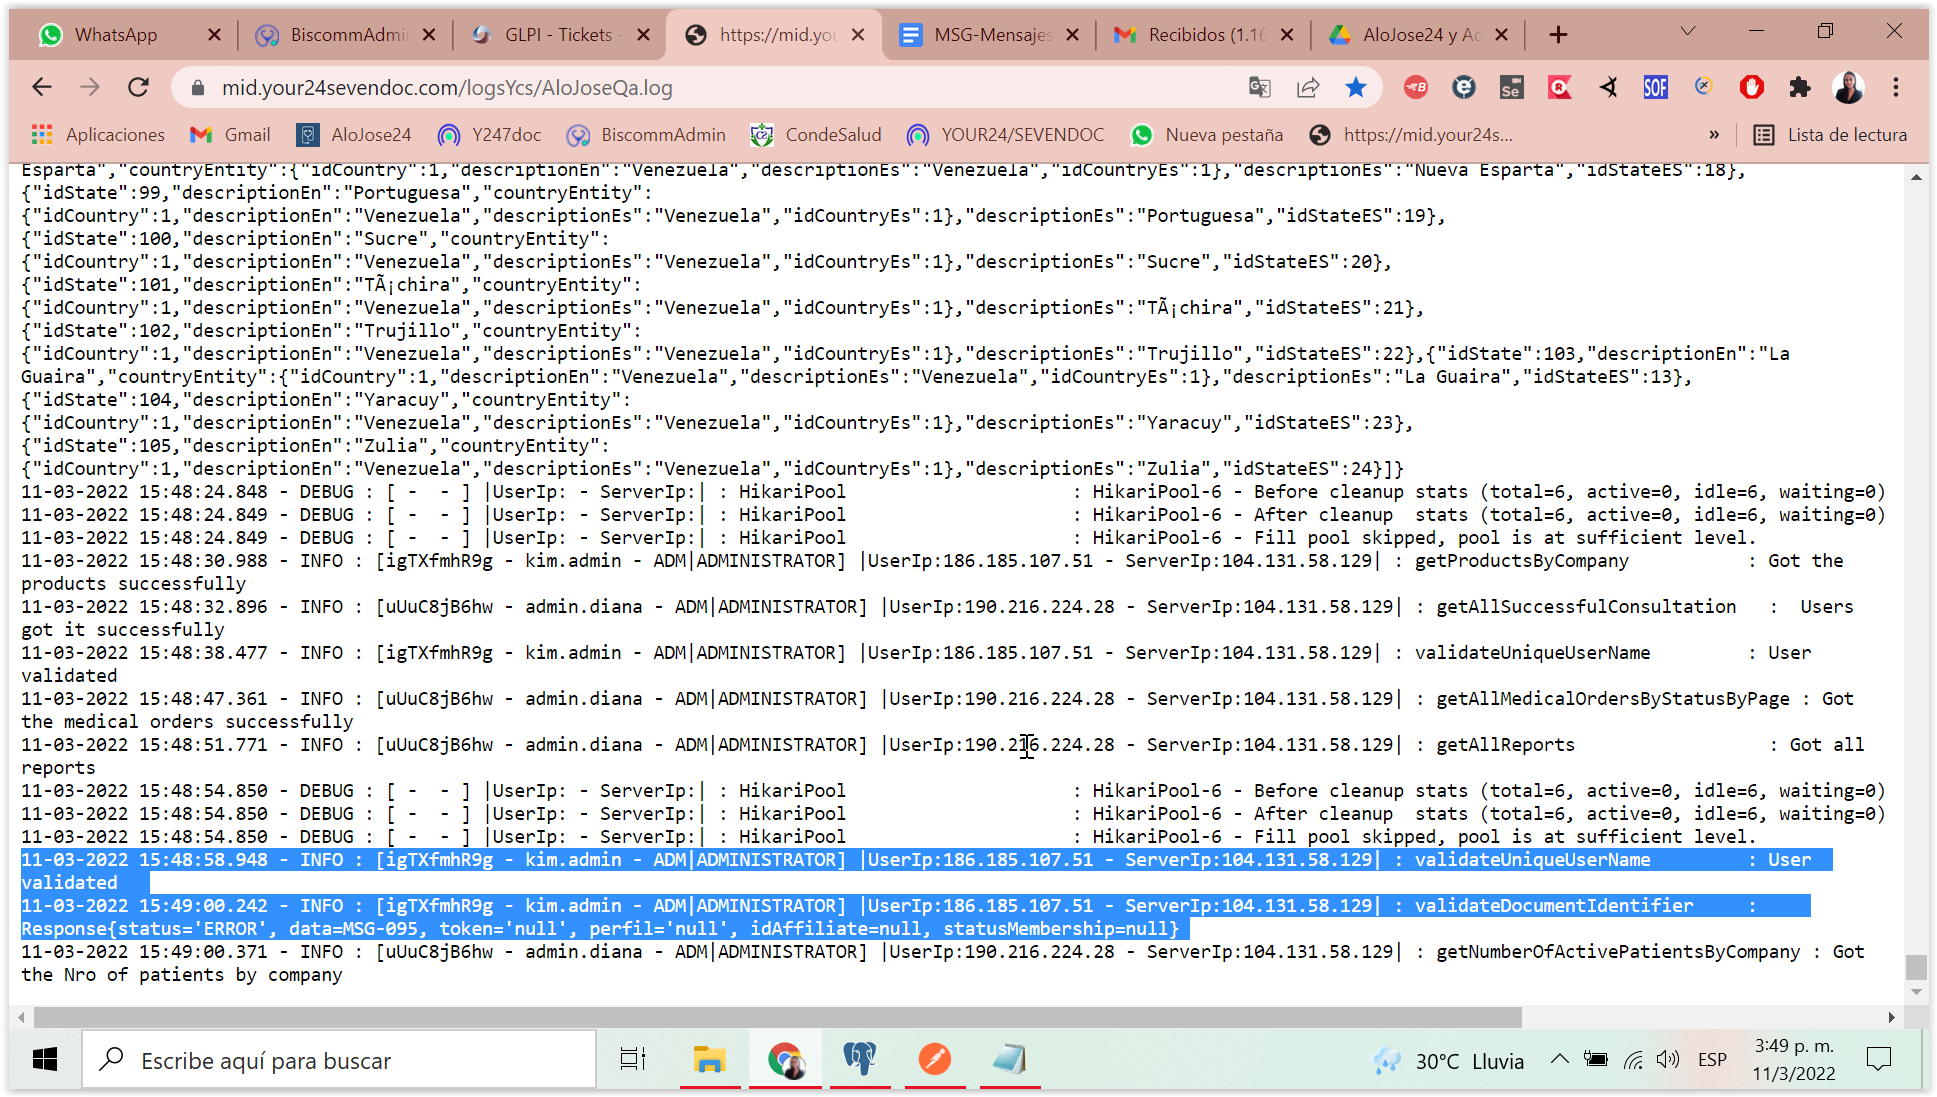 WhatsApp
BiscommAdmi
GLPI - Tickets -
https://mid.you
MSG-Mensajes
Recibidos (1.16
AloJose24 y Ac
mid.your24sevendoc.com/logsYcs/AloJoseQa.log
Aplicaciones
Gmail
AloJose24
Y247doc
BiscommAdmin
CondeSalud
YOUR24/SEVENDOC
Nueva pestaña
https://mid.your24s...
»
Lista de lectura
Esparta","countryEntity":{"idCountry":1,"descriptionEn":"Venezuela","descriptionEs":"Venezuela","idCountryEs":1},"descriptionEs":"Nueva Esparta","idStateES":18},
{"idState":99,"descriptionEn":"Portuguesa","countryEntity":
{"idCountry":1,"descriptionEn":"Venezuela","descriptionEs":"Venezuela","idCountryEs":1},"descriptionEs":"Portuguesa","idStateES":19},
{"idState":100,"descriptionEn":"Sucre","countryEntity":
{"idCountry":1,"descriptionEn":"Venezuela","descriptionEs":"Venezuela","idCountryEs":1},"descriptionEs":"Sucre","idStateES":20},
{"idState":101,"descriptionEn":"TÃ¡chira","countryEntity":
{"idCountry":1,"descriptionEn":"Venezuela","descriptionEs":"Venezuela","idCountryEs":1},"descriptionEs":"TÃ¡chira","idStateES":21},
{"idState":102,"descriptionEn":"Trujillo","countryEntity":
{"idCountry":1,"descriptionEn":"Venezuela","descriptionEs":"Venezuela","idCountryEs":1},"descriptionEs":"Trujillo","idStateES":22},{"idState":103,"descriptionEn":"La
Guaira","countryEntity":{"idCountry":1,"descriptionEn":"Venezuela","descriptionEs":"Venezuela","idCountryEs":1},"descriptionEs":"La Guaira","idStateES":13},
{"idState":104,"descriptionEn":"Yaracuy","countryEntity":
{"idCountry":1,"descriptionEn":"Venezuela","descriptionEs":"Venezuela","idCountryEs":1},"descriptionEs":"Yaracuy","idStateES":23},
{"idState":105,"descriptionEn":"Zulia","countryEntity":
{"idCountry":1,"descriptionEn":"Venezuela","descriptionEs":"Venezuela","idCountryEs":1},"descriptionEs":"Zulia","idStateES":24}]}
11-03-2022 15:48:24.848 - DEBUG : [ -  - ] |UserIp: - ServerIp:| : HikariPool : HikariPool-6 - Before cleanup stats (total=6, active=0, idle=6, waiting=0)
11-03-2022 15:48:24.849 - DEBUG : [ -  - ] |UserIp: - ServerIp:| : HikariPool : HikariPool-6 - After cleanup  stats (total=6, active=0, idle=6, waiting=0)
11-03-2022 15:48:24.849 - DEBUG : [ -  - ] |UserIp: - ServerIp:| : HikariPool : HikariPool-6 - Fill pool skipped, pool is at sufficient level.
11-03-2022 15:48:30.988 - INFO : [igTXfmhR9g - kim.admin - ADM|ADMINISTRATOR] |UserIp:186.185.107.51 - ServerIp:104.131.58.129| : getProductsByCompany : Got the
products successfully
11-03-2022 15:48:32.896 - INFO : [uUuC8jB6hw - admin.diana - ADM|ADMINISTRATOR] |UserIp:190.216.224.28 - ServerIp:104.131.58.129| : getAllSuccessfulConsultation : Users
got it successfully
11-03-2022 15:48:38.477 - INFO : [igTXfmhR9g - kim.admin - ADM|ADMINISTRATOR] |UserIp:186.185.107.51 - ServerIp:104.131.58.129| : validateUniqueUserName : User
validated
11-03-2022 15:48:47.361 - INFO : [uUuC8jB6hw - admin.diana - ADM|ADMINISTRATOR] |UserIp:190.216.224.28 - ServerIp:104.131.58.129| : getAllMedicalOrdersByStatusByPage : Got
the medical orders successfully
11-03-2022 15:48:51.771 - INFO : [uUuC8jB6hw - admin.diana - ADM|ADMINISTRATOR] |UserIp:190.216.224.28 - ServerIp:104.131.58.129| : getAllReports : Got all
reports
11-03-2022 15:48:54.850 - DEBUG : [ -  - ] |UserIp: - ServerIp:| : HikariPool : HikariPool-6 - Before cleanup stats (total=6, active=0, idle=6, waiting=0)
11-03-2022 15:48:54.850 - DEBUG : [ -  - ] |UserIp: - ServerIp:| : HikariPool : HikariPool-6 - After cleanup  stats (total=6, active=0, idle=6, waiting=0)
11-03-2022 15:48:54.850 - DEBUG : [ -  - ] |UserIp: - ServerIp:| : HikariPool : HikariPool-6 - Fill pool skipped, pool is at sufficient level.
11-03-2022 15:48:58.948 - INFO : [igTXfmhR9g - kim.admin - ADM|ADMINISTRATOR] |UserIp:186.185.107.51 - ServerIp:104.131.58.129| : validateUniqueUserName : User
validated
11-03-2022 15:49:00.242 - INFO : [igTXfmhR9g - kim.admin - ADM|ADMINISTRATOR] |UserIp:186.185.107.51 - ServerIp:104.131.58.129| : validateDocumentIdentifier :
Response{status='ERROR', data=MSG-095, token='null', perfil='null', idAffiliate=null, statusMembership=null}
11-03-2022 15:49:00.371 - INFO : [uUuC8jB6hw - admin.diana - ADM|ADMINISTRATOR] |UserIp:190.216.224.28 - ServerIp:104.131.58.129| : getNumberOfActivePatientsByCompany : Got
the Nro of patients by company
Escribe aquí para buscar
30°C Lluvia
ESP
3:49 p. m.
11/3/2022